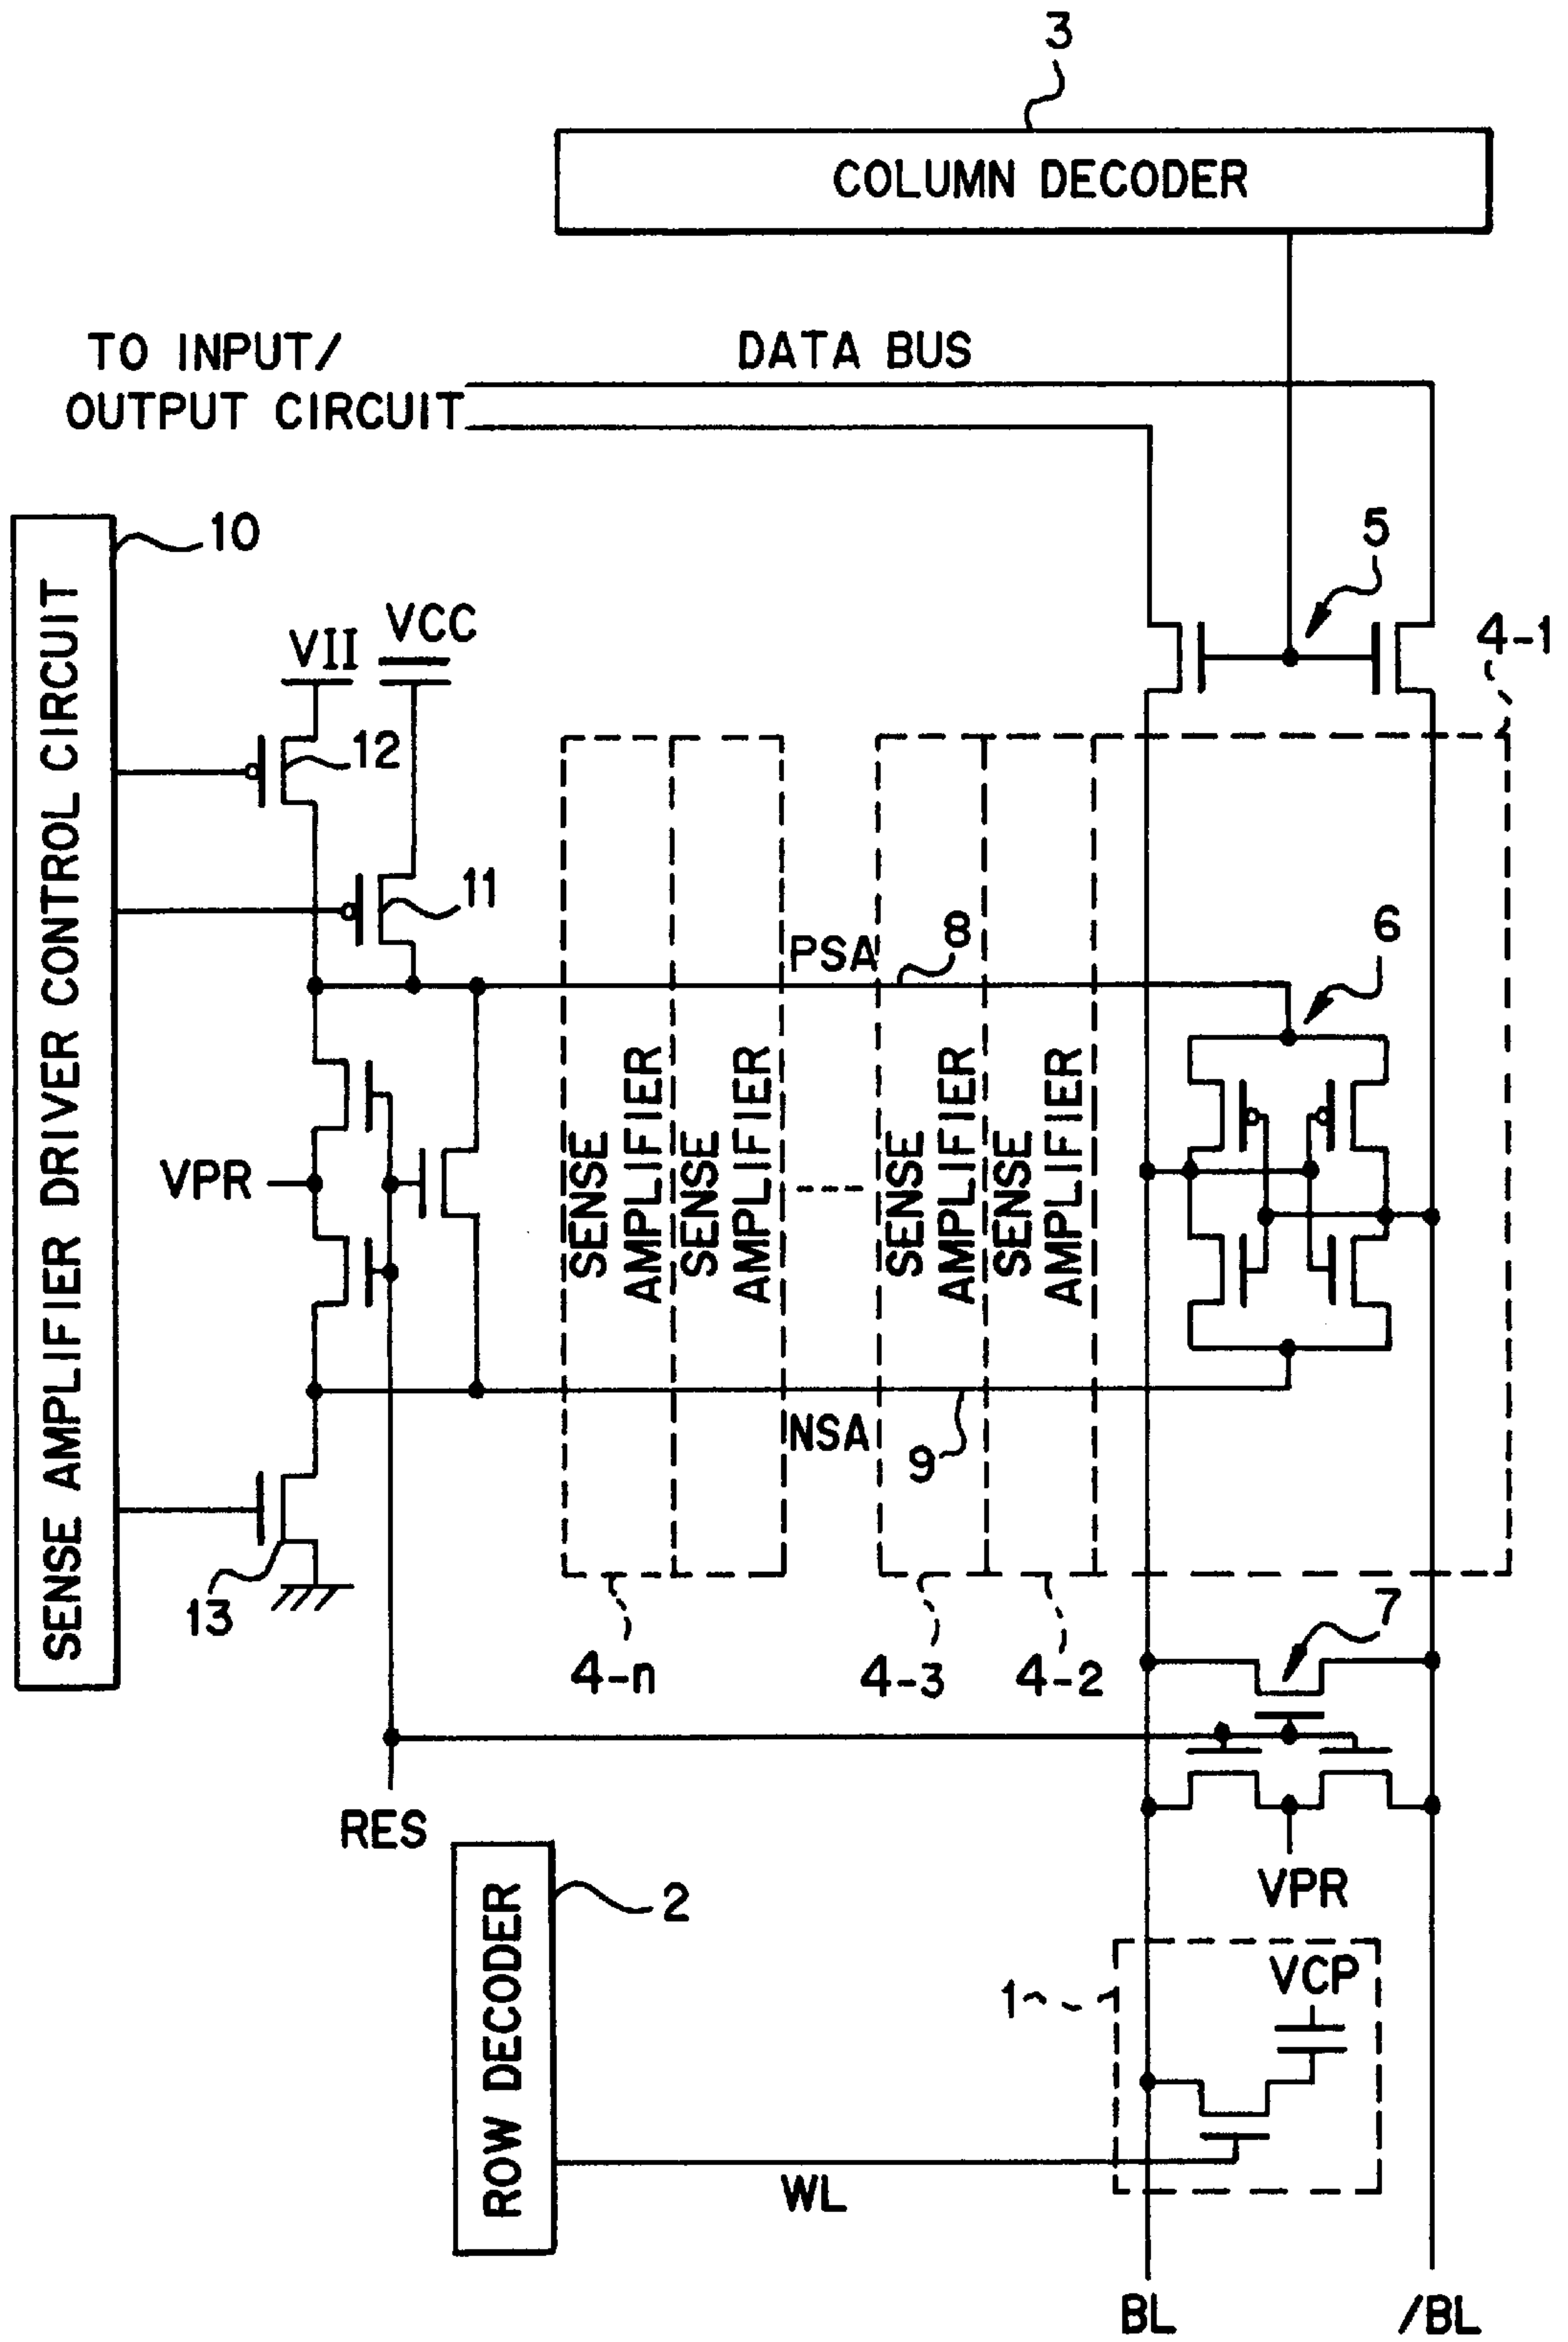 3
COLUMN DECODER
TO INPUT/
OUTPUT CIRCUIT
DATA BUS
10
5
4-1
VII
VCC
12
11
SENSE AMPLIFIER DRIVER CONTROL CIRCUIT
PSA
8
6
SENSE
AMPLIFIER
SENSE
AMPLIFIER
SENSE
AMPLIFIER
SENSE
AMPLIFIER
VPR
NSA
9
13
4-n
4-3
4-2
7
RES
VPR
2
ROW DECODER
1
VCP
WL
BL
/BL